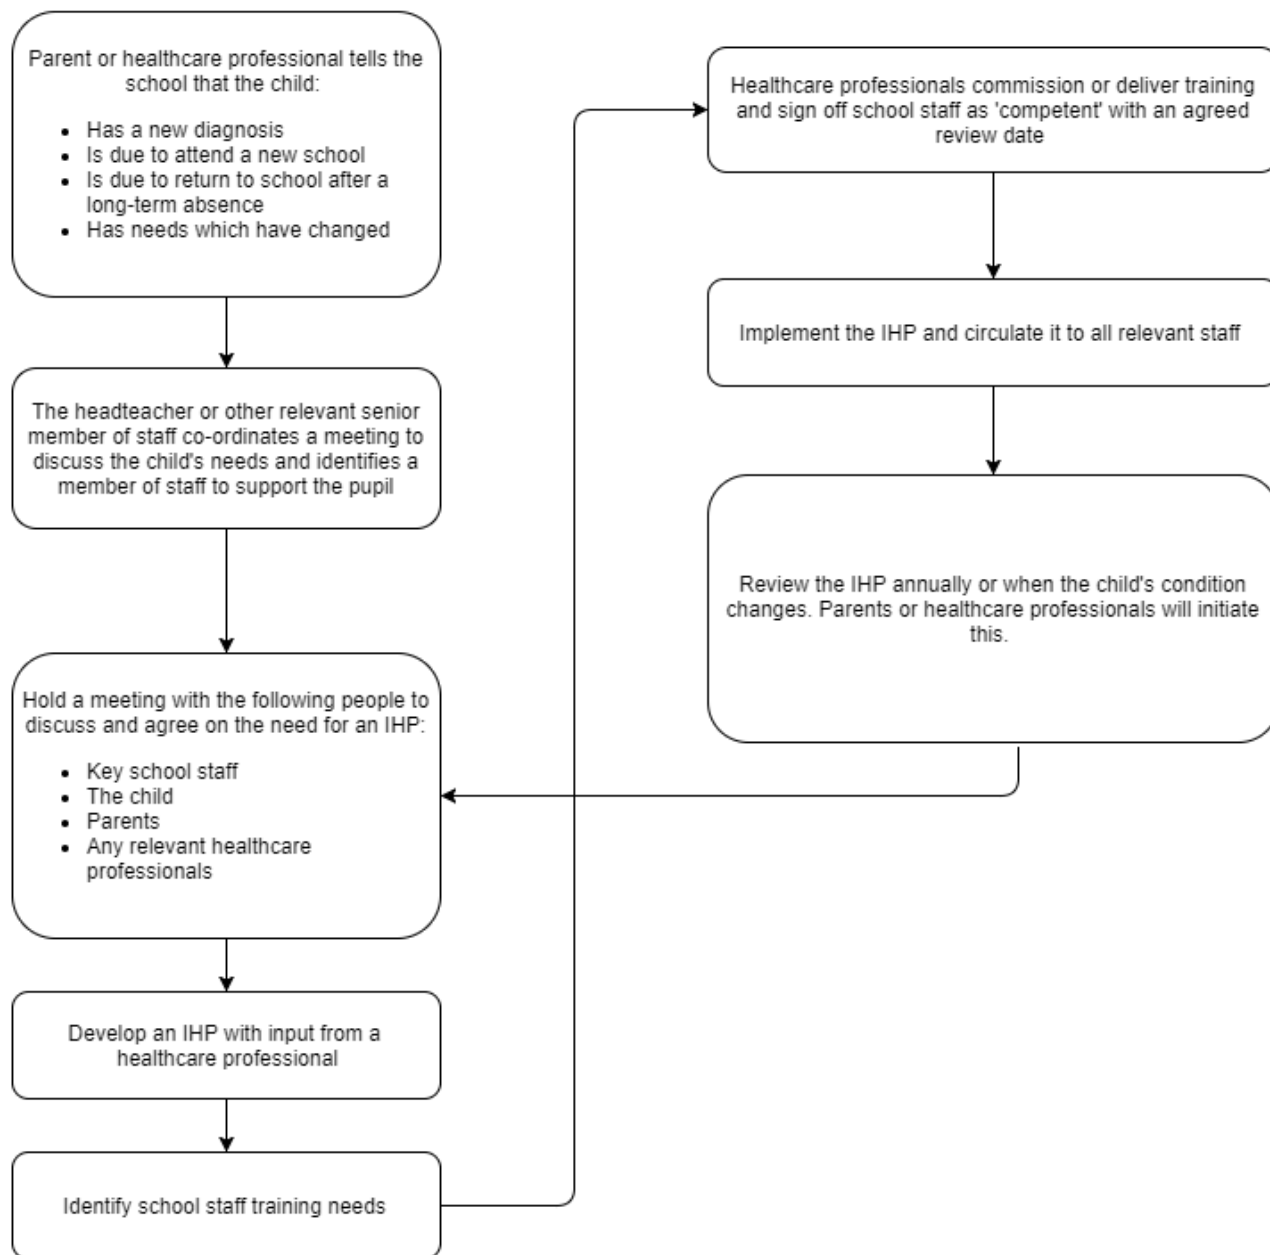 Parent or healthcare professional tells the
school that the child:
• Has a new diagnosis
• Is due to attend a new school
• Is due to return to school after a
long-term absence
• Has needs which have changed
The headteacher or other relevant senior
member of staff co-ordinates a meeting to
discuss the child's needs and identifies a
member of staff to support the pupil
Hold a meeting with the following people to
discuss and agree on the need for an IHP:
• Key school staff
• The child
• Parents
• Any relevant healthcare
professionals
Develop an IHP with input from a
healthcare professional
Identify school staff training needs
Healthcare professionals commission or deliver training
and sign off school staff as 'competent' with an agreed
review date
Implement the IHP and circulate it to all relevant staff
Review the IHP annually or when the child's condition
changes. Parents or healthcare professionals will initiate
this.